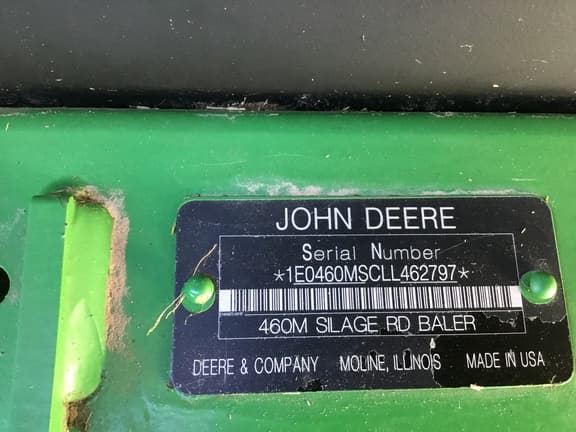 JOHN DEERE
Serial Number
*1E0460MSCLL462797*
460M SILAGE RD BALER
DEERE & COMPANY MOLINE, ILLINOIS MADE IN USA